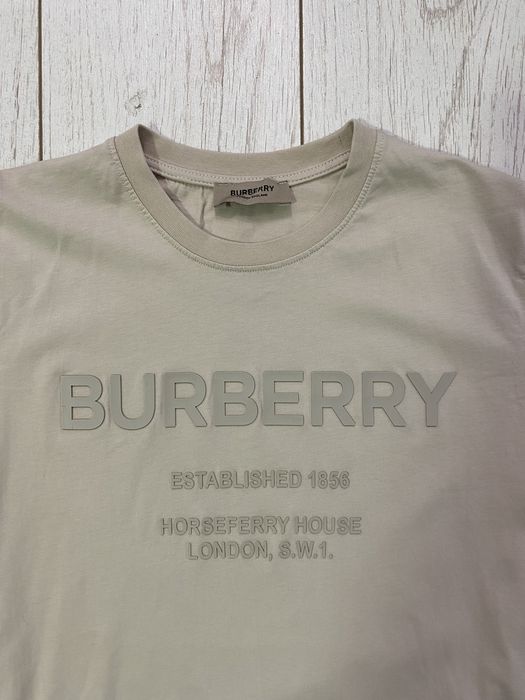 BURBERRY
BURBERRY
ESTABLISHED 1856
HORSEFERRY HOUSE
LONDON, S.W.1.